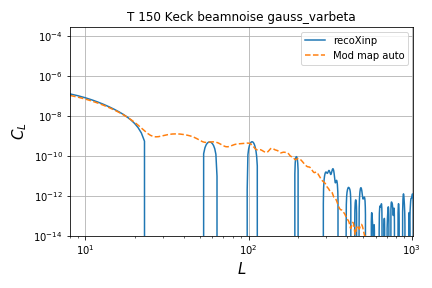 T 150 Keck beamnoise gauss_varbeta
recoXinp
Mod map auto
10⁻⁴
10⁻⁶
10⁻⁸
10⁻¹⁰
10⁻¹²
10⁻¹⁴
C_L
10¹
10²
10³
L